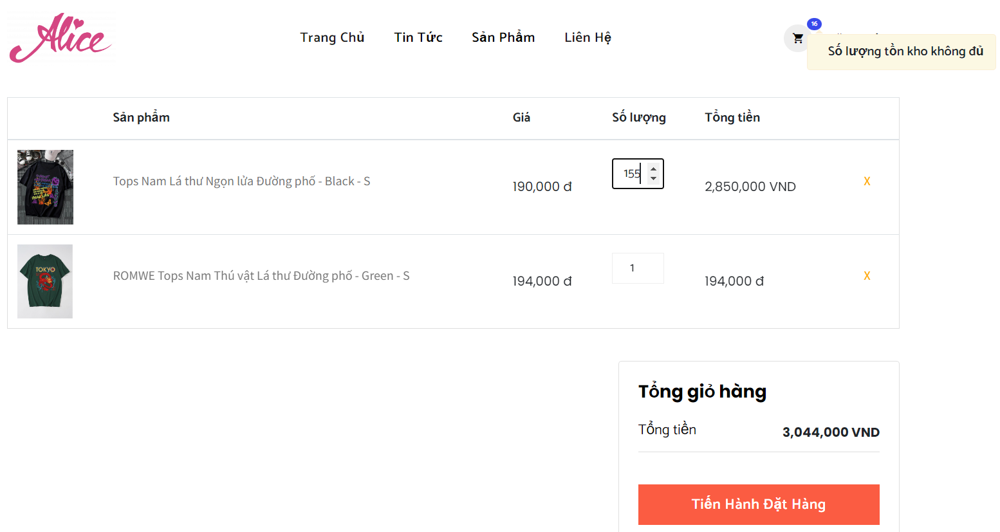 Alice
Trang Chủ Tin Tức Sản Phẩm Liên Hệ
16
Số lượng tồn kho không đủ
Sản phẩm Giá Số lượng Tổng tiền
Tops Nam Lá thư Ngọn lửa Đường phố - Black - S 190,000 đ 155 2,850,000 VND X
TOKYO
ROMWE Tops Nam Thú vật Lá thư Đường phố - Green - S 194,000 đ 1 194,000 đ X
Tổng giỏ hàng
Tổng tiền 3,044,000 VND
Tiến Hành Đặt Hàng